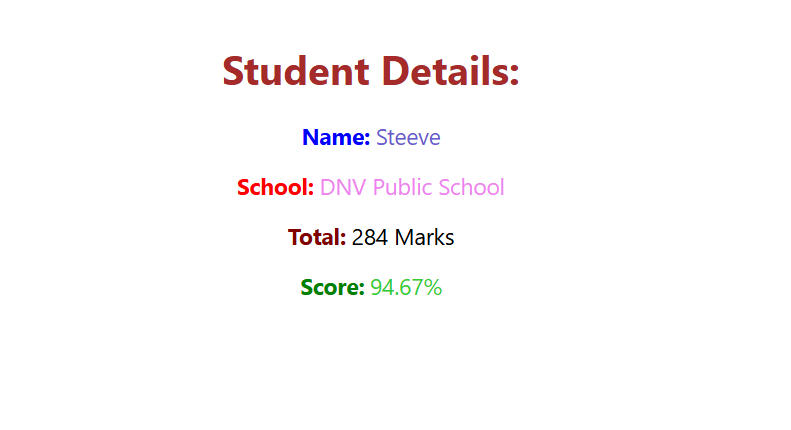 Student Details:
Name: Steeve
School: DNV Public School
Total: 284 Marks
Score: 94.67%